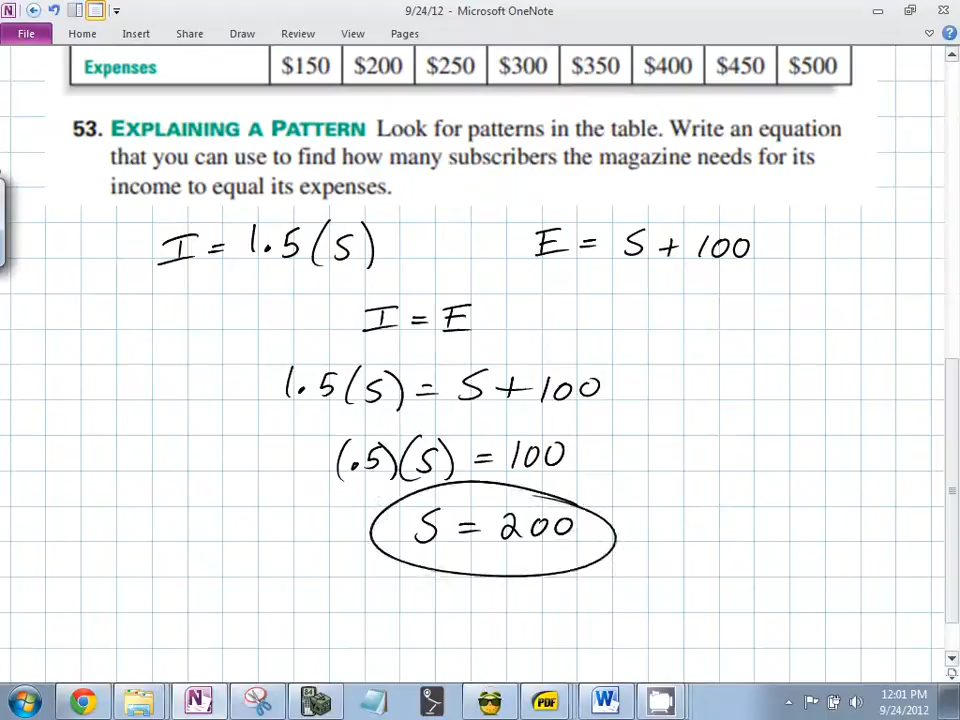 9/24/12 - Microsoft OneNote
File Home Insert Share Draw Review View Pages
Expenses $150 $200 $250 $300 $350 $400 $450 $500
53. EXPLAINING A PATTERN Look for patterns in the table. Write an equation
that you can use to find how many subscribers the magazine needs for its
income to equal its expenses.
I = 1.5(S) E = S + 100
I = E
1.5(S) = S + 100
(.5)(S) = 100
S = 200
PDF W 12:01 PM
9/24/2012